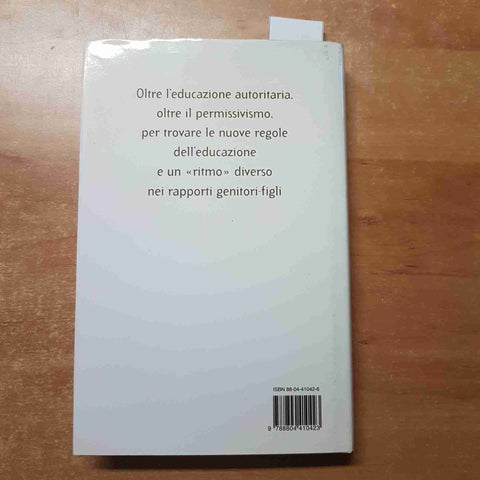 Oltre l'educazione autoritaria,
oltre il permissivismo,
per trovare le nuove regole
dell'educazione
e un «ritmo» diverso
nei rapporti genitori-figli
ISBN 88-04-41042-6
9 788804 410423